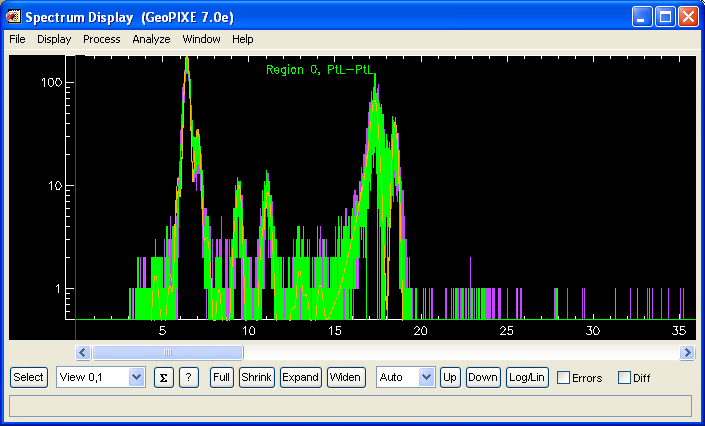 Spectrum Display (GeoPIXE 7.0e)
File Display Process Analyze Window Help
Region 0, PtL-PtL
100
10
1
5 10 15 20 25 30 35
Select View 0,1 Σ ? Full Shrink Expand Widen Auto Up Down Log/Lin Errors Diff